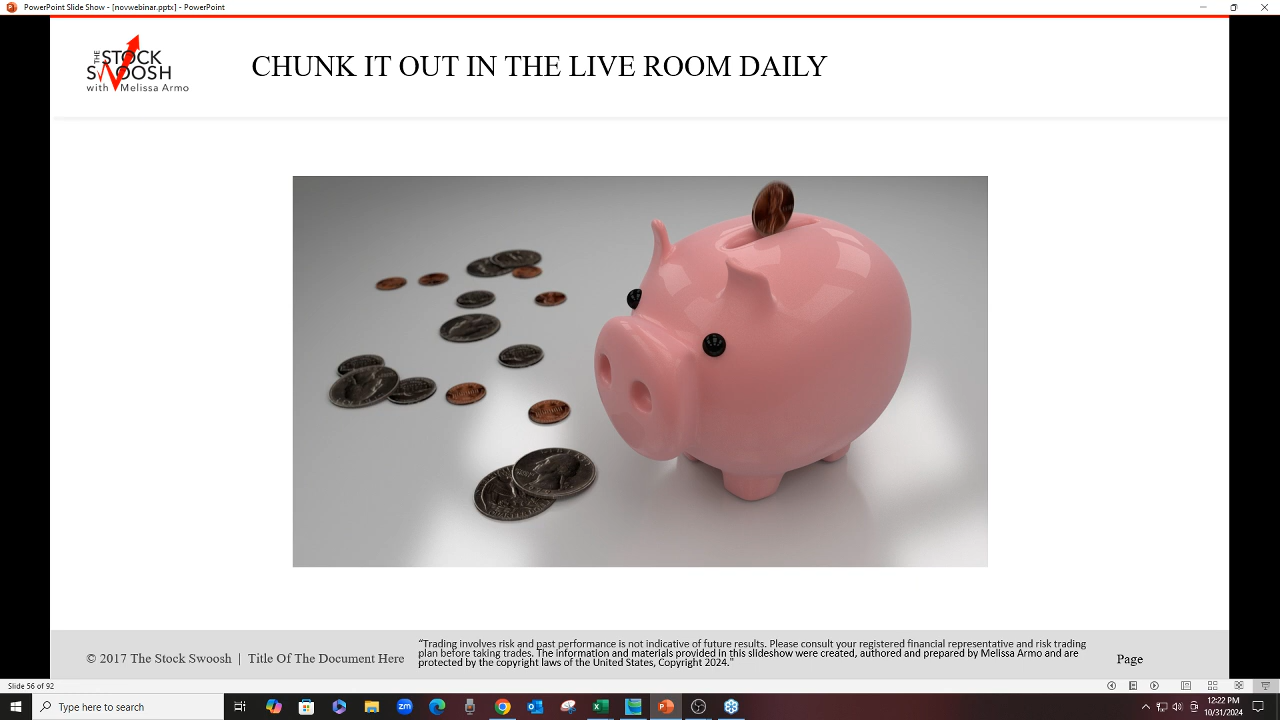 PowerPoint Slide Show - [novwebinar.pptx] - PowerPoint
THE STOCK
SWOOSH
with Melissa Armo
CHUNK IT OUT IN THE LIVE ROOM DAILY
© 2017 The Stock Swoosh | Title Of The Document Here
“Trading involves risk and past performance is not indicative of future results. Please consult your registered financial representative and risk trading
plan before taking trades. The information and materials provided in this slideshow were created, authored and prepared by Melissa Armo and are
protected by the copyright laws of the United States, Copyright 2024."
Page
Slide 56 of 92
Type here to search
zm
12:22 PM
10/31/2024